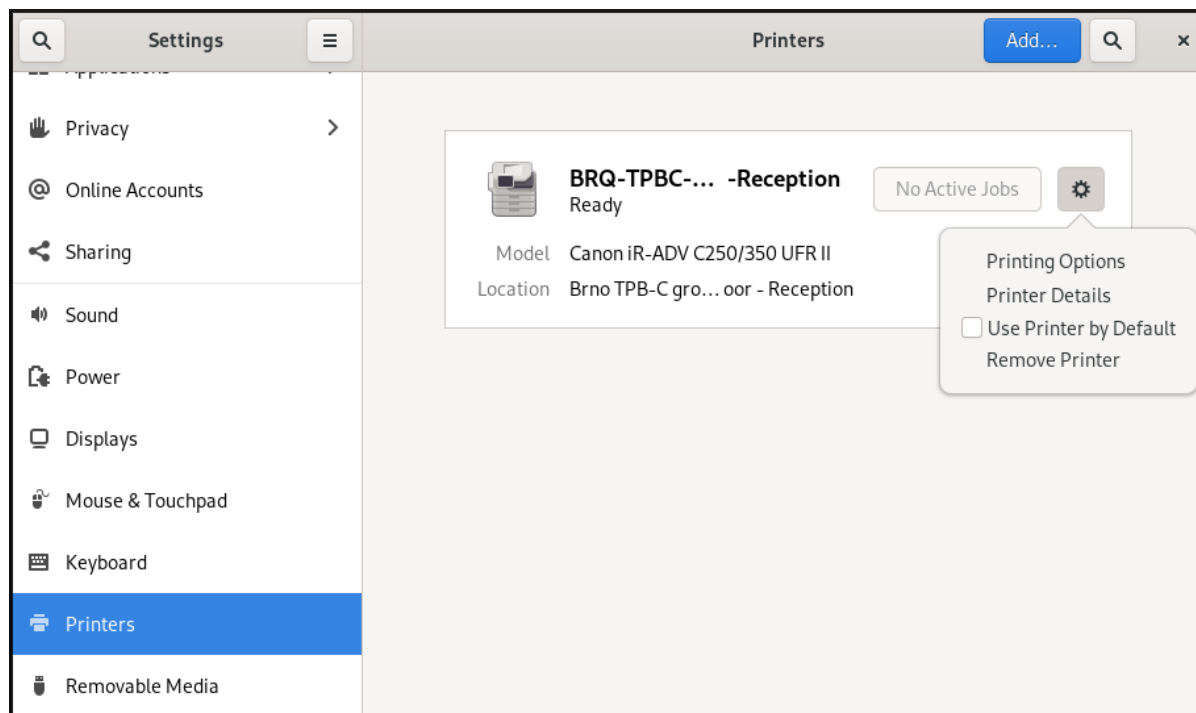 Settings
Printers
Add...
Applications
Privacy
Online Accounts
Sharing
Sound
Power
Displays
Mouse & Touchpad
Keyboard
Printers
Removable Media
BRQ-TPBC-... -Reception
Ready
No Active Jobs
Model Canon iR-ADV C250/350 UFR II
Location Brno TPB-C gro... oor - Reception
Printing Options
Printer Details
Use Printer by Default
Remove Printer